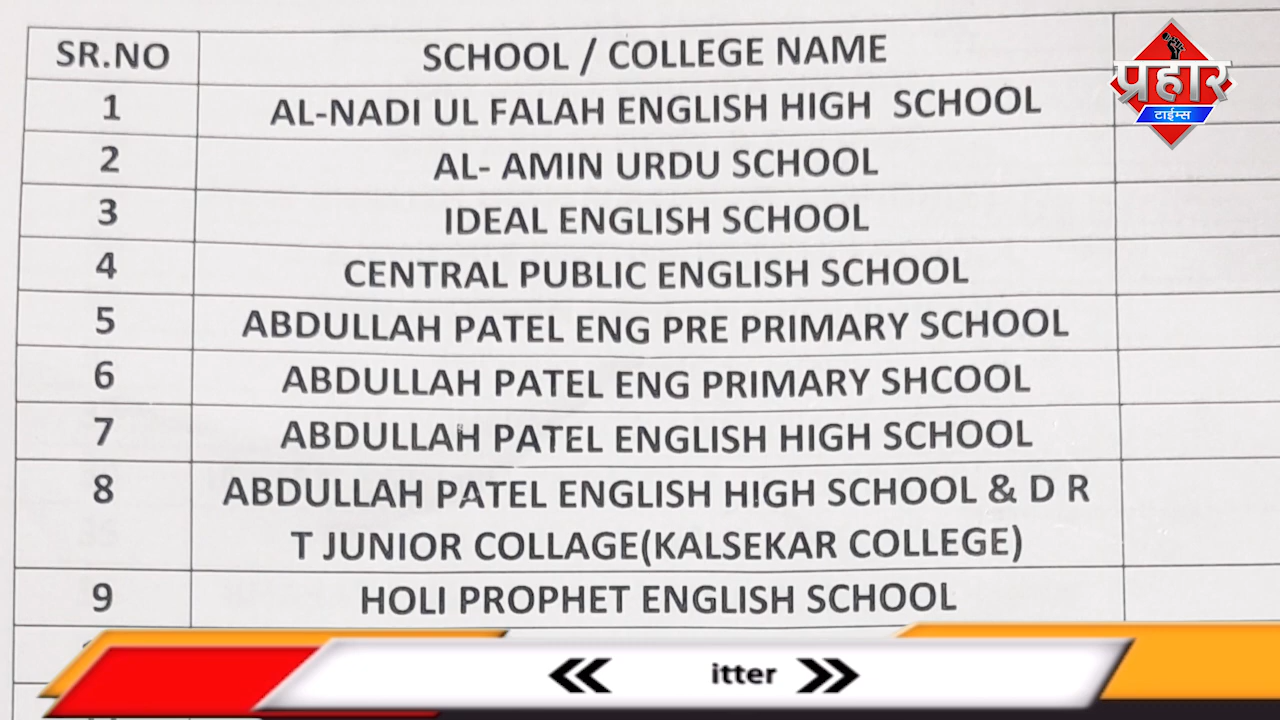 SR.NO SCHOOL / COLLEGE NAME
1 AL-NADI UL FALAH ENGLISH HIGH SCHOOL
2 AL- AMIN URDU SCHOOL
3 IDEAL ENGLISH SCHOOL
4 CENTRAL PUBLIC ENGLISH SCHOOL
5 ABDULLAH PATEL ENG PRE PRIMARY SCHOOL
6 ABDULLAH PATEL ENG PRIMARY SHCOOL
7 ABDULLAH PATEL ENGLISH HIGH SCHOOL
8 ABDULLAH PATEL ENGLISH HIGH SCHOOL & D R
T JUNIOR COLLAGE(KALSEKAR COLLEGE)
9 HOLI PROPHET ENGLISH SCHOOL
प्रहार
टाईम्स
itter